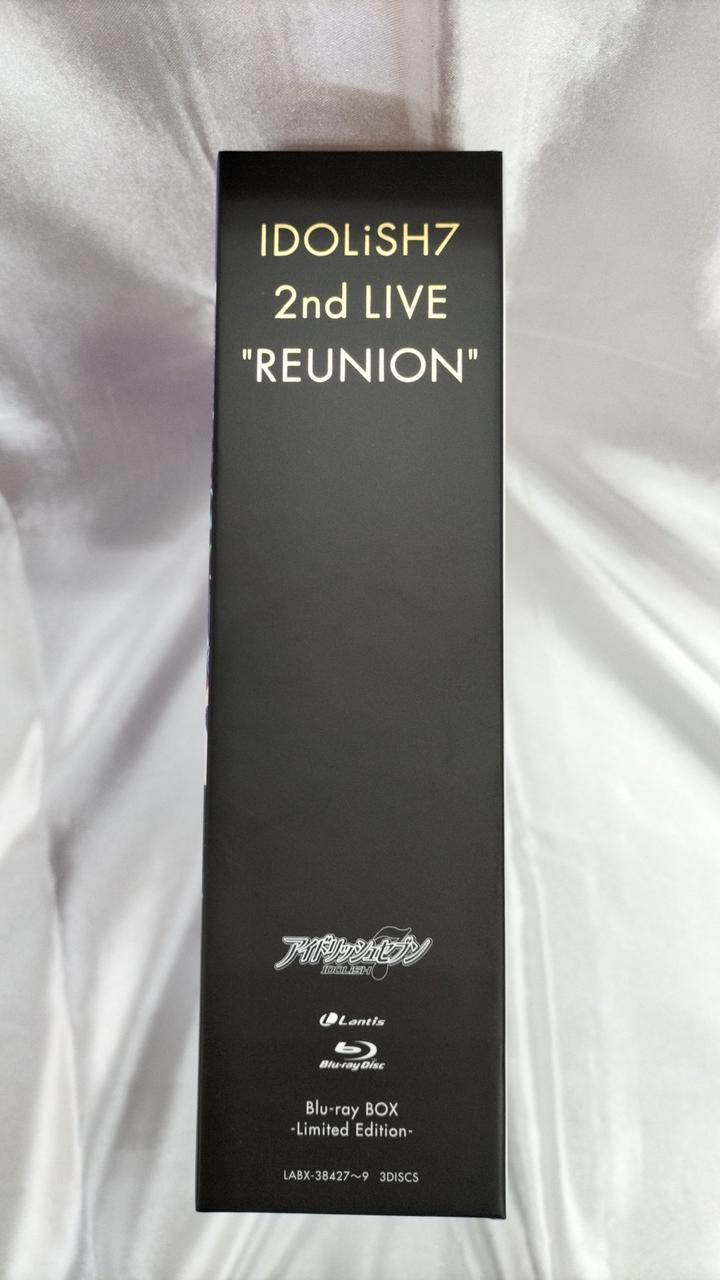 IDOLiSH7
2nd LIVE
"REUNION"
アイドリッシュセブン
IDOLiSH7
Lantis
Blu-ray Disc
Blu-ray BOX
-Limited Edition-
LABX-38427～9 3DISCS